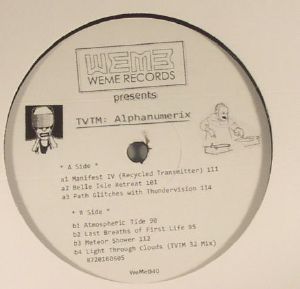 WEME
WEME RECORDS
presents
TVTM: Alphanumerix
* A Side *
a1 Manifest IV (Recycled Transmitter) 111
a2 Belle Isle Retreat 101
a3 Path Glitches with Thundervision 114
* B Side *
b1 Atmospheric Tide 90
b2 Last Breaths of First Life 95
b3 Meteor Shower 112
b4 Light Through Clouds (TVTM 32 Mix)
8720160605
WeMe040